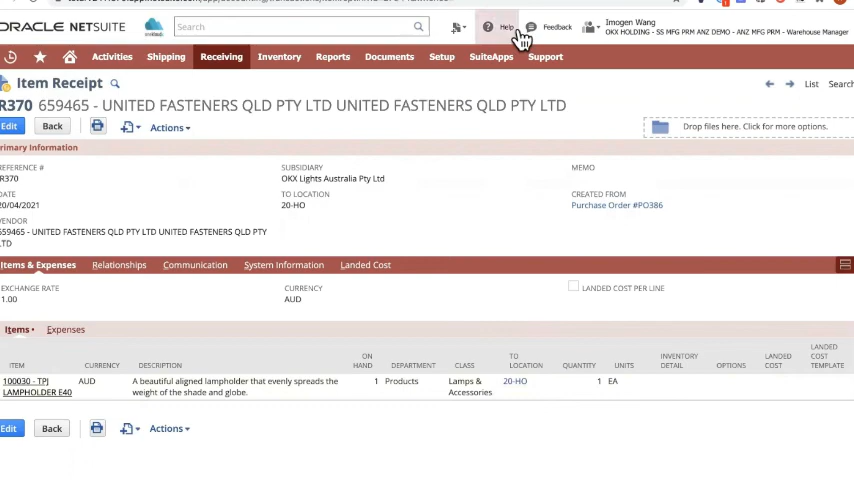 ORACLE NETSUITE
Search
Help
Feedback
Imogen Wang
OKX HOLDING - SS MFG PRM ANZ DEMO - ANZ MFG PRM - Warehouse Manager
Activities Shipping Receiving Inventory Reports Documents Setup SuiteApps Support
Item Receipt
List Search
R370 659465 - UNITED FASTENERS QLD PTY LTD UNITED FASTENERS QLD PTY LTD
Edit Back Actions
Drop files here. Click for more options.
rimary Information
REFERENCE # SUBSIDIARY MEMO
R370 OKX Lights Australia Pty Ltd
DATE TO LOCATION CREATED FROM
20/04/2021 20-HO Purchase Order #PO386
VENDOR
659465 - UNITED FASTENERS QLD PTY LTD UNITED FASTENERS QLD PTY
LTD
Items & Expenses Relationships Communication System Information Landed Cost
EXCHANGE RATE CURRENCY LANDED COST PER LINE
1.00 AUD
Items • Expenses
ITEM CURRENCY DESCRIPTION ON HAND DEPARTMENT CLASS TO LOCATION QUANTITY UNITS INVENTORY DETAIL OPTIONS LANDED COST LANDED COST TEMPLATE
100030 - TPJ AUD A beautiful aligned lampholder that evenly spreads the 1 Products Lamps & 20-HO 1 EA
LAMPHOLDER E40 weight of the shade and globe. Accessories
Edit Back Actions